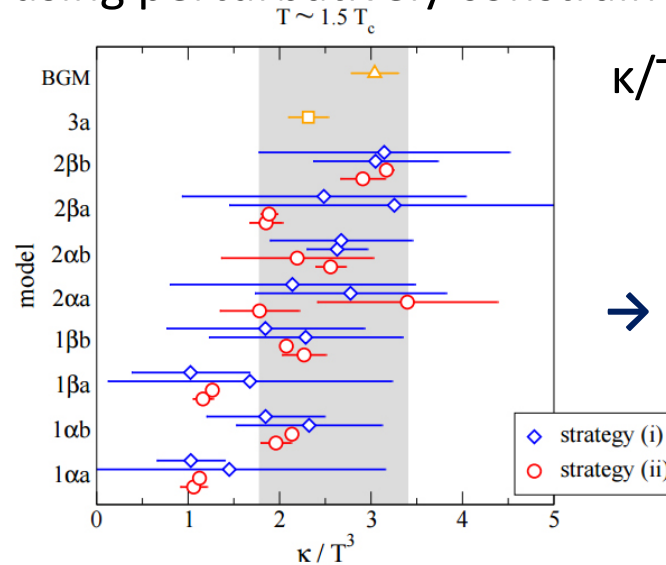 T ~ 1.5 T_c
BGM
3a
2βb
2βa
2αb
2αa
1βb
1βa
1αb
1αa
model
κ/T
→
strategy (i)
strategy (ii)
0 1 2 3 4 5
κ / T³